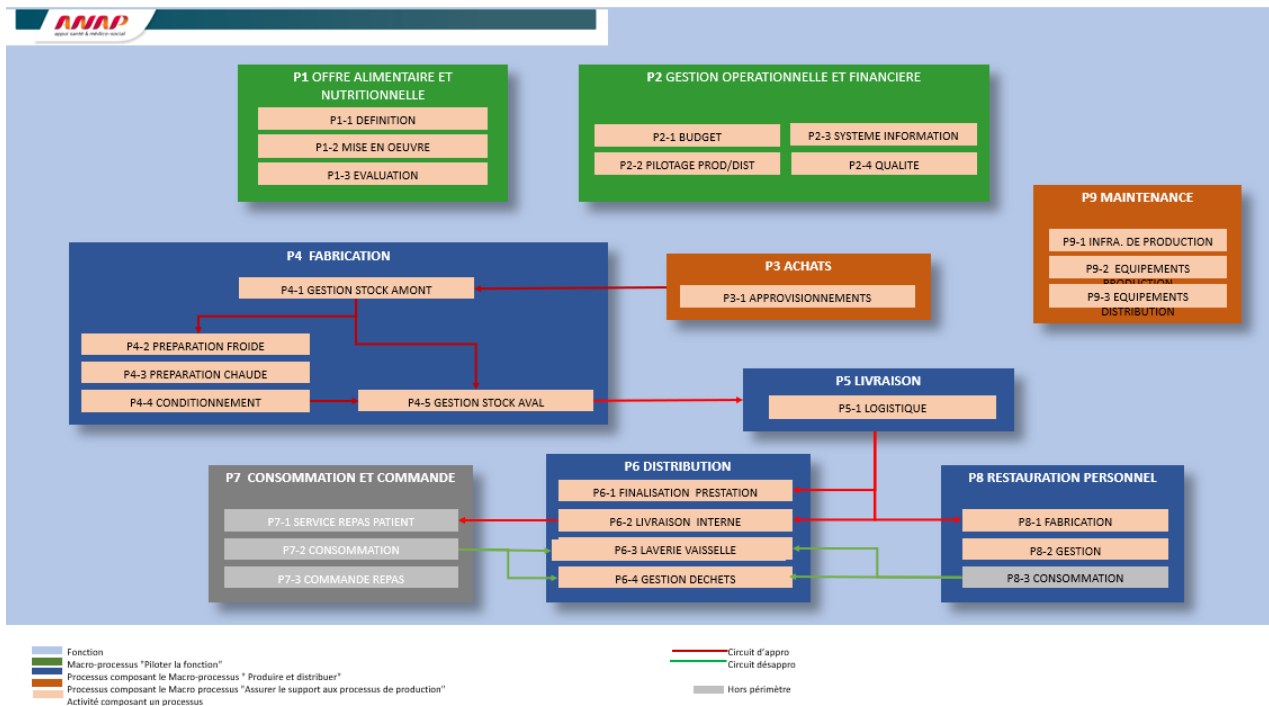 ANAP
appui santé & médico-social
P1 OFFRE ALIMENTAIRE ET
NUTRITIONNELLE
P1-1 DEFINITION
P1-2 MISE EN OEUVRE
P1-3 EVALUATION
P2 GESTION OPERATIONNELLE ET FINANCIERE
P2-1 BUDGET
P2-3 SYSTEME INFORMATION
P2-2 PILOTAGE PROD/DIST
P2-4 QUALITE
P9 MAINTENANCE
P9-1 INFRA. DE PRODUCTION
P9-2 EQUIPEMENTS
PRODUCTION
P9-3 EQUIPEMENTS
DISTRIBUTION
P4 FABRICATION
P4-1 GESTION STOCK AMONT
P4-2 PREPARATION FROIDE
P4-3 PREPARATION CHAUDE
P4-4 CONDITIONNEMENT
P4-5 GESTION STOCK AVAL
P3 ACHATS
P3-1 APPROVISIONNEMENTS
P5 LIVRAISON
P5-1 LOGISTIQUE
P7 CONSOMMATION ET COMMANDE
P7-1 SERVICE REPAS PATIENT
P7-2 CONSOMMATION
P7-3 COMMANDE REPAS
P6 DISTRIBUTION
P6-1 FINALISATION PRESTATION
P6-2 LIVRAISON INTERNE
P6-3 LAVERIE VAISSELLE
P6-4 GESTION DECHETS
P8 RESTAURATION PERSONNEL
P8-1 FABRICATION
P8-2 GESTION
P8-3 CONSOMMATION
Fonction
Macro-processus "Piloter la fonction"
Processus composant le Macro-processus " Produire et distribuer"
Processus composant le Macro processus "Assurer le support aux processus de production"
Activité composant un processus
Circuit d'appro
Circuit désappro
Hors périmètre